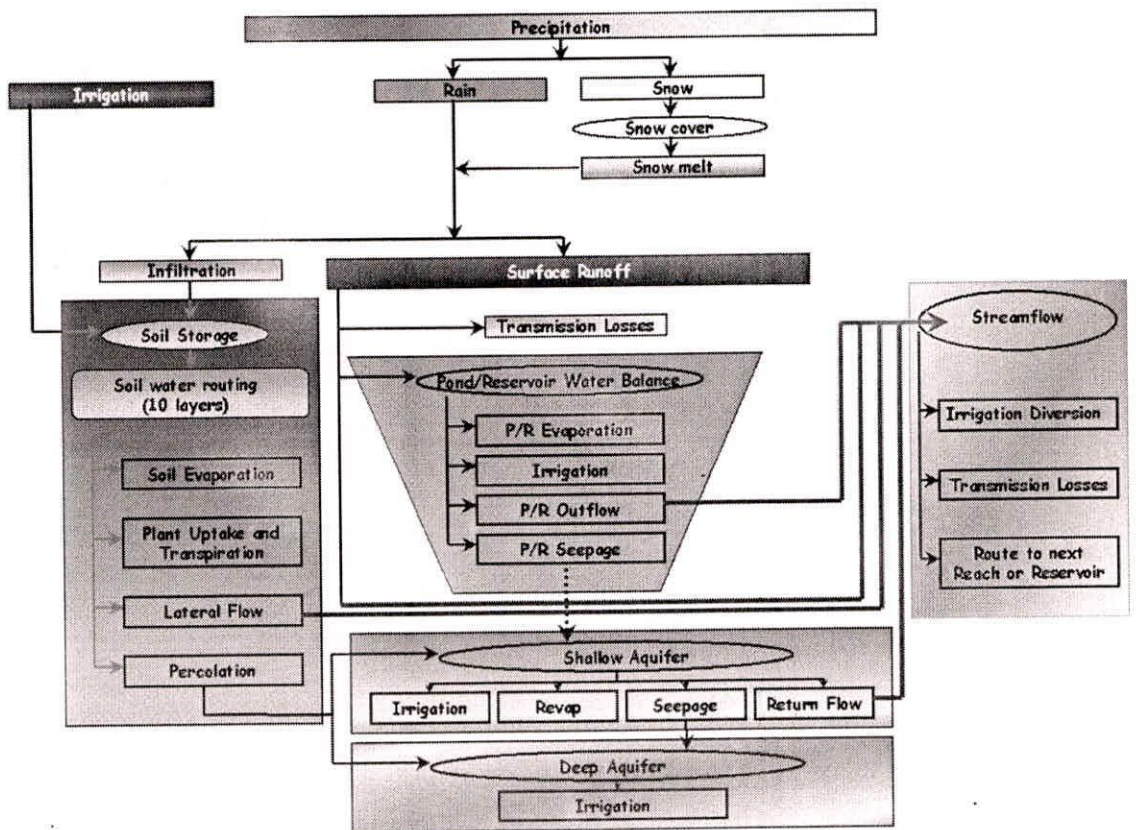 Precipitation
Irrigation
Rain
Snow
Snow cover
Snow melt
Infiltration
Surface Runoff
Soil Storage
Transmission Losses
Streamflow
Soil water routing
(10 layers)
Pond/Reservoir Water Balance
P/R Evaporation
Irrigation
P/R Outflow
P/R Seepage
Irrigation Diversion
Transmission Losses
Route to next
Reach or Reservoir
Soil Evaporation
Plant Uptake and
Transpiration
Lateral Flow
Percolation
Shallow Aquifer
Irrigation
Revap
Seepage
Return Flow
Deep Aquifer
Irrigation